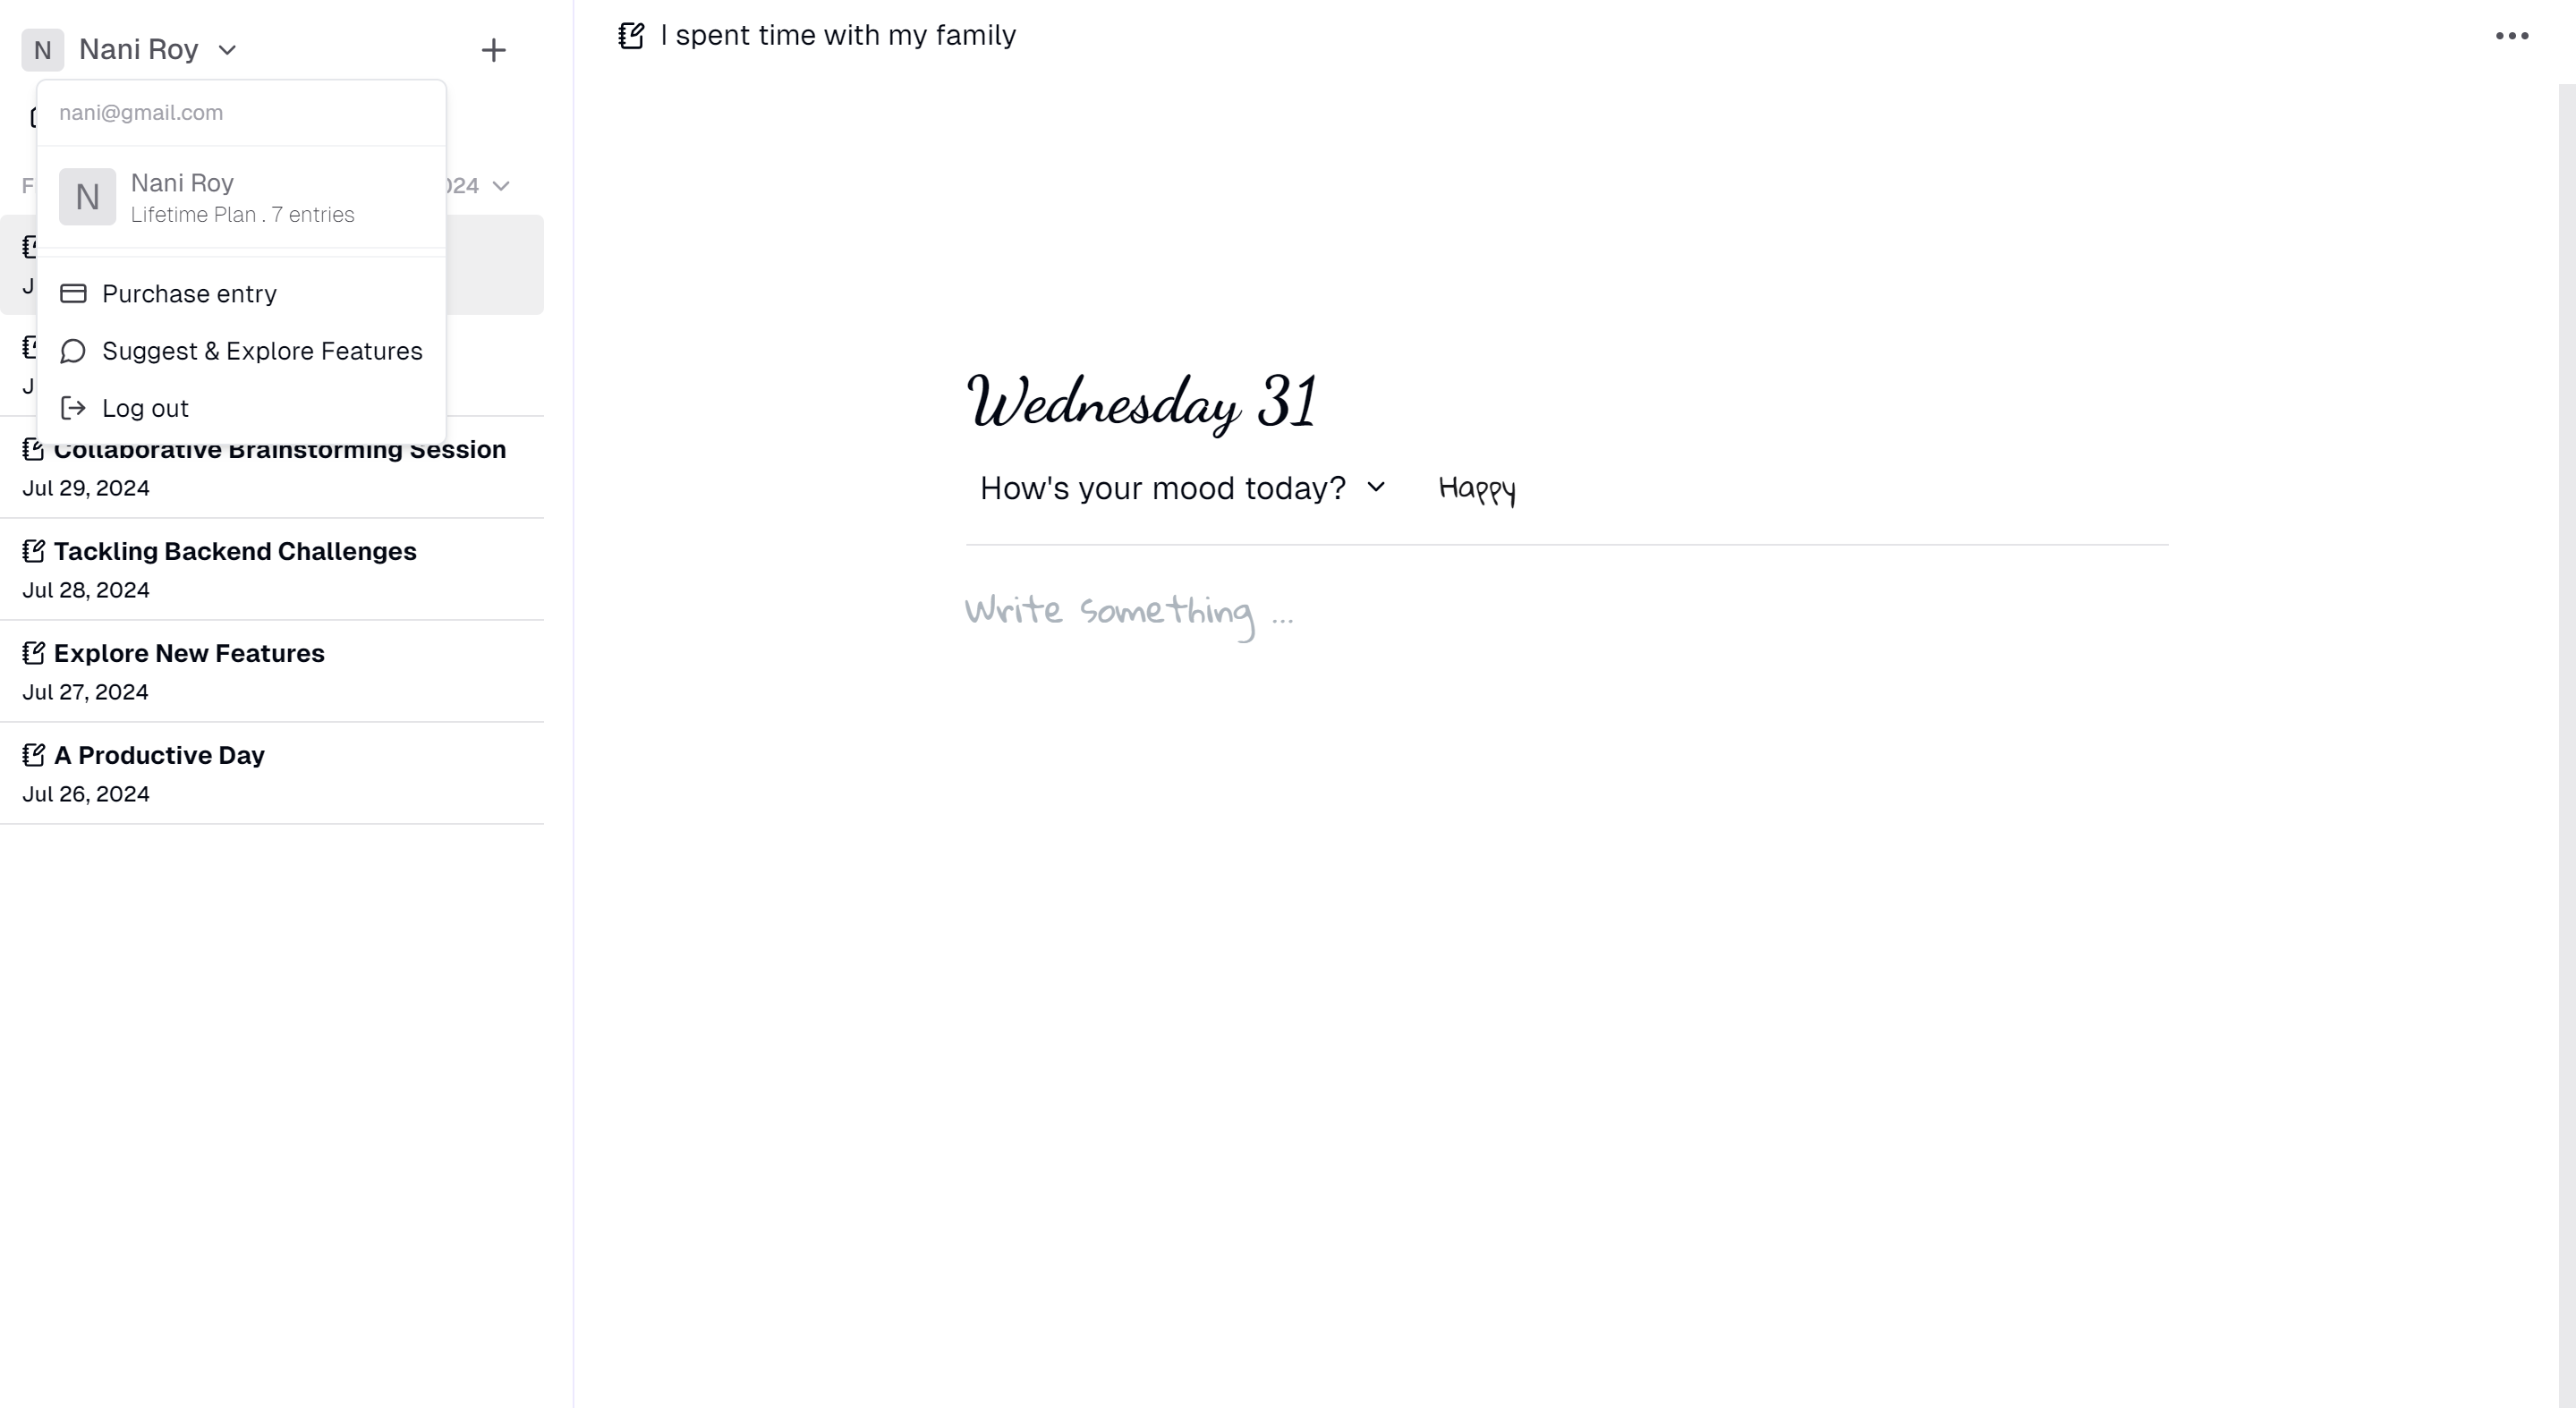 N Nani Roy
nani@gmail.com
N
Nani Roy
Lifetime Plan . 7 entries
Purchase entry
Suggest & Explore Features
Log out
Collaborative Brainstorming Session
Jul 29, 2024
Tackling Backend Challenges
Jul 28, 2024
Explore New Features
Jul 27, 2024
A Productive Day
Jul 26, 2024
I spent time with my family
Wednesday 31
How's your mood today? Happy
Write something ...